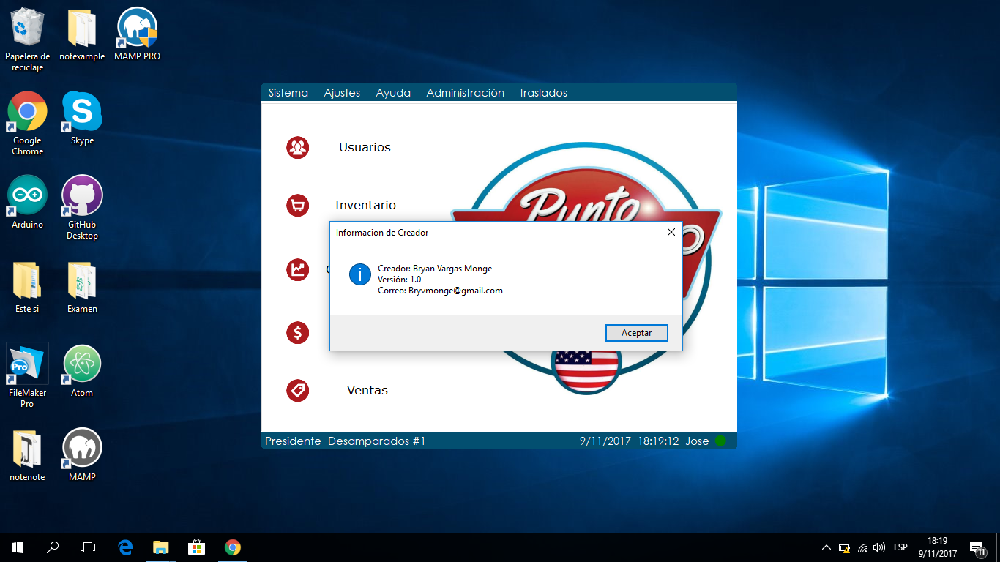 Papelera de
reciclaje
notexample
MAMP PRO
Google
Chrome
Skype
Arduino
GitHub
Desktop
Este si
Examen
FileMaker
Pro
Atom
notenote
MAMP
Sistema Ajustes Ayuda Administración Traslados
Usuarios
Inventario
Ventas
Punto
Informacion de Creador
Creador: Bryan Vargas Monge
Versión: 1.0
Correo: Bryvmonge@gmail.com
Aceptar
Presidente Desamparados #1 9/11/2017 18:19:12 Jose
ESP
18:19
9/11/2017
11